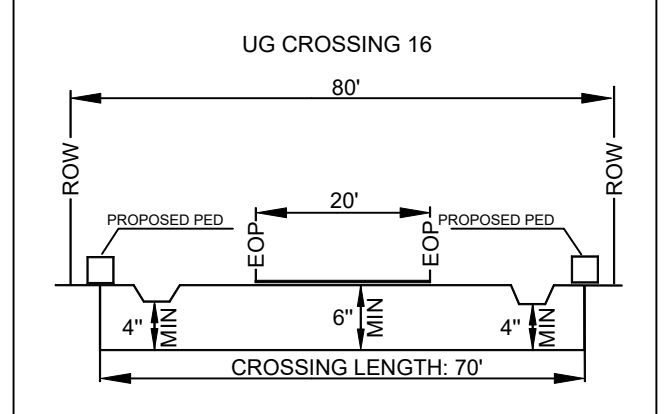 UG CROSSING 16
80'
ROW
ROW
20'
PROPOSED PED
PROPOSED PED
EOP
EOP
4" MIN
6" MIN
4" MIN
CROSSING LENGTH: 70'